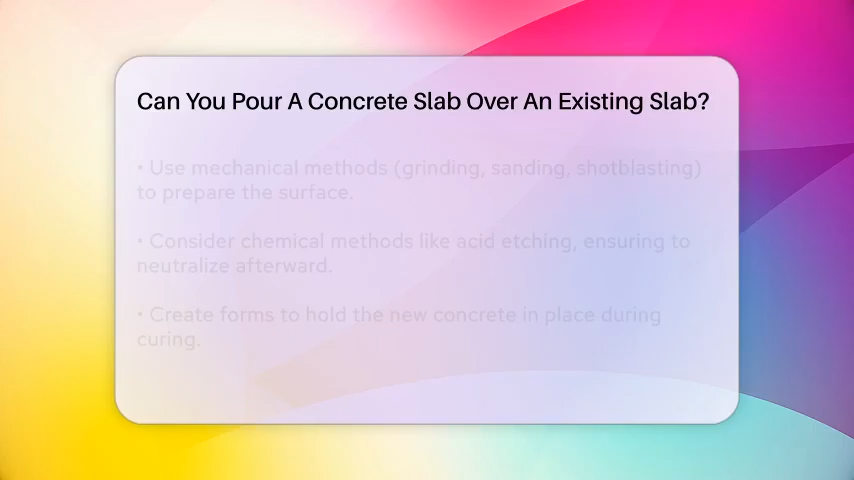 Can You Pour A Concrete Slab Over An Existing Slab?
• Use mechanical methods (grinding, sanding, shotblasting)
to prepare the surface.
• Consider chemical methods like acid etching, ensuring to
neutralize afterward.
• Create forms to hold the new concrete in place during
curing.